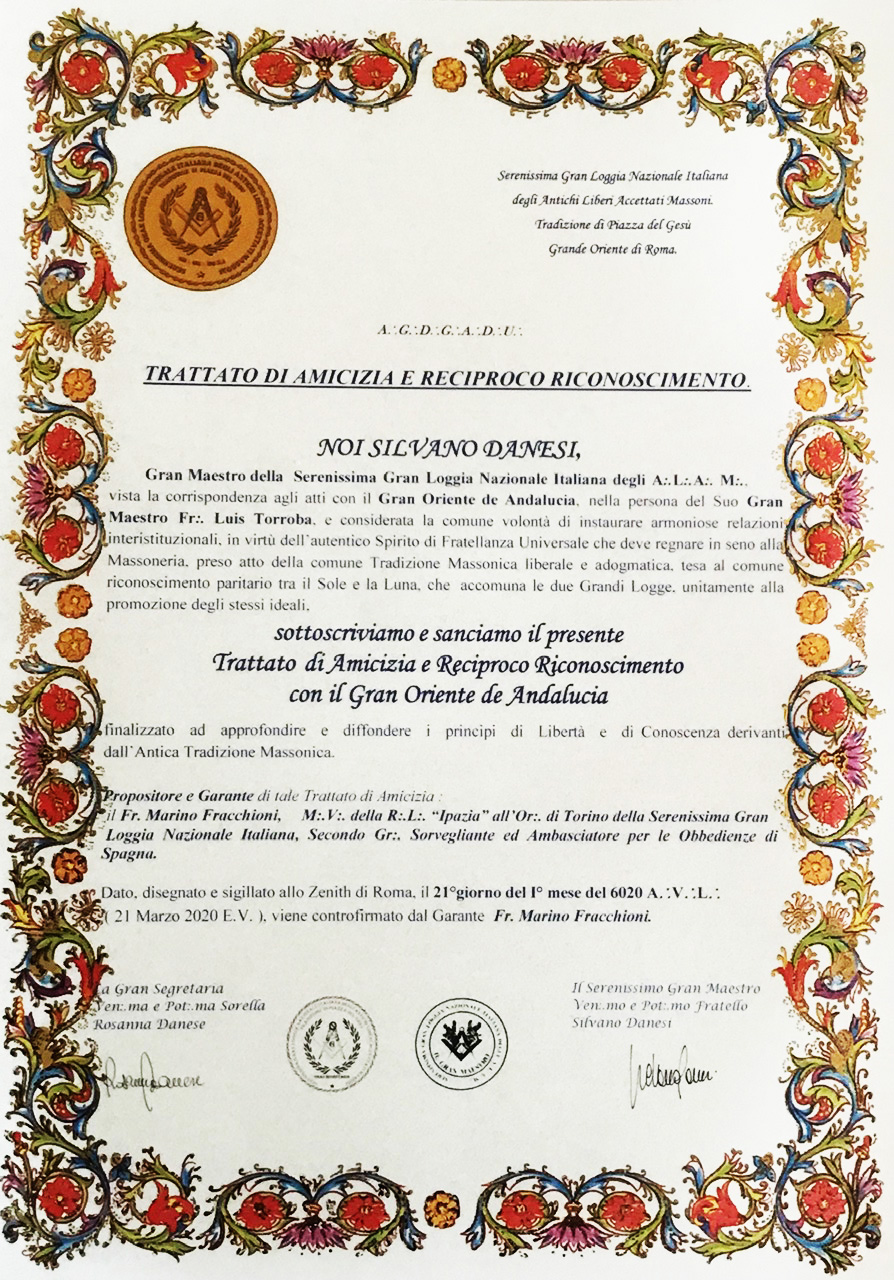 Serenissima Gran Loggia Nazionale Italiana
degli Antichi Liberi Accettati Massoni.
Tradizione di Piazza del Gesù
Grande Oriente di Roma.
A.·.G.·.D.·.G.·.A.·.D.·.U.·.
TRATTATO DI AMICIZIA E RECIPROCO RICONOSCIMENTO.
NOI SILVANO DANESI,
Gran Maestro della Serenissima Gran Loggia Nazionale Italiana degli A:.L:.A:. M:.,
vista la corrispondenza agli atti con il Gran Oriente de Andalucia, nella persona del Suo Gran
Maestro Fr:. Luis Torroba, e considerata la comune volontà di instaurare armoniose relazioni
interistituzionali, in virtù dell'autentico Spirito di Fratellanza Universale che deve regnare in seno alla
Massoneria, preso atto della comune Tradizione Massonica liberale e adogmatica, tesa al comune
riconoscimento paritario tra il Sole e la Luna, che accomuna le due Grandi Logge, unitamente alla
promozione degli stessi ideali,
sottoscriviamo e sanciamo il presente
Trattato di Amicizia e Reciproco Riconoscimento
con il Gran Oriente de Andalucia
finalizzato ad approfondire e diffondere i principi di Libertà e di Conoscenza derivanti
dall'Antica Tradizione Massonica.
Propositore e Garante di tale Trattato di Amicizia :
il Fr. Marino Fracchioni, M:.V:. della R:.L:. “Ipazia” all'Or:. di Torino della Serenissima Gran
Loggia Nazionale Italiana, Secondo Gr:. Sorvegliante ed Ambasciatore per le Obbedienze di
Spagna.
Dato, disegnato e sigillato allo Zenith di Roma, il 21°giorno del I° mese del 6020 A.·.V.·.L.·.
( 21 Marzo 2020 E.V. ), viene controfirmato dal Garante Fr. Marino Fracchioni.
La Gran Segretaria
Ven:.ma e Pot:.ma Sorella
Rosanna Danese
Il Serenissimo Gran Maestro
Ven:.mo e Pot:.mo Fratello
Silvano Danesi
IL GRAN MAESTRO